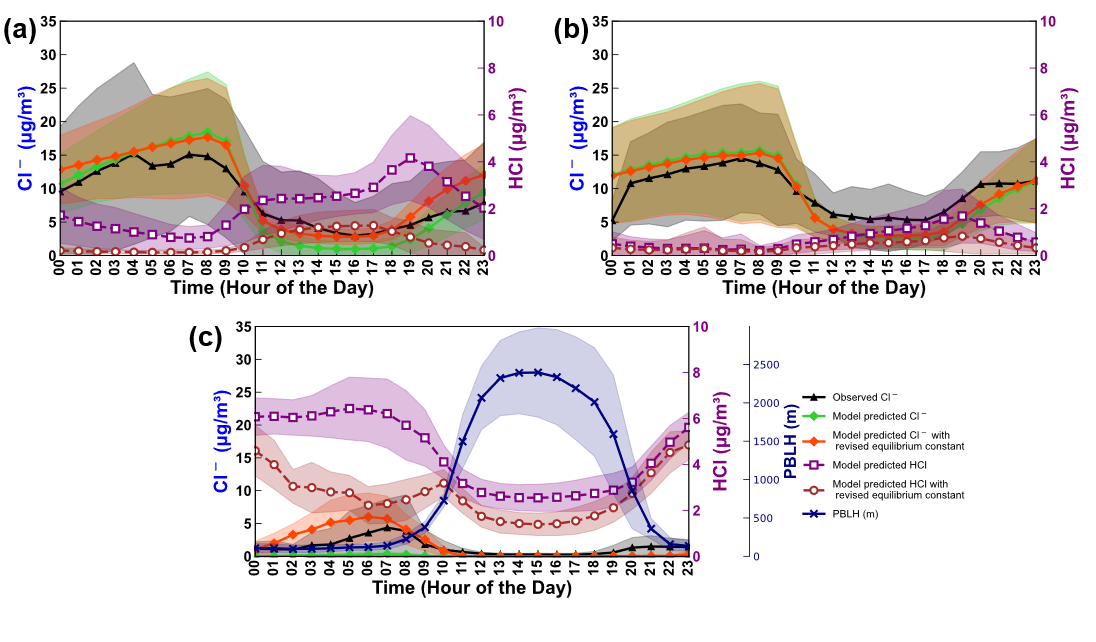 (a)
35
30
25
20
15
10
5
0
Cl⁻ (μg/m³)
10
8
6
4
2
0
HCl (μg/m³)
00 01 02 03 04 05 06 07 08 09 10 11 12 13 14 15 16 17 18 19 20 21 22 23
Time (Hour of the Day)
(b)
35
30
25
20
15
10
5
0
Cl⁻ (μg/m³)
10
8
6
4
2
0
HCl (μg/m³)
00 01 02 03 04 05 06 07 08 09 10 11 12 13 14 15 16 17 18 19 20 21 22 23
Time (Hour of the Day)
(c)
35
30
25
20
15
10
5
0
Cl⁻ (μg/m³)
10
8
6
4
2
0
HCl (μg/m³)
2500
2000
1500
1000
500
0
PBLH (m)
00 01 02 03 04 05 06 07 08 09 10 11 12 13 14 15 16 17 18 19 20 21 22 23
Time (Hour of the Day)
Observed Cl⁻
Model predicted Cl⁻
Model predicted Cl⁻ with
revised equilibrium constant
Model predicted HCl
Model predicted HCl with
revised equilibrium constant
PBLH (m)